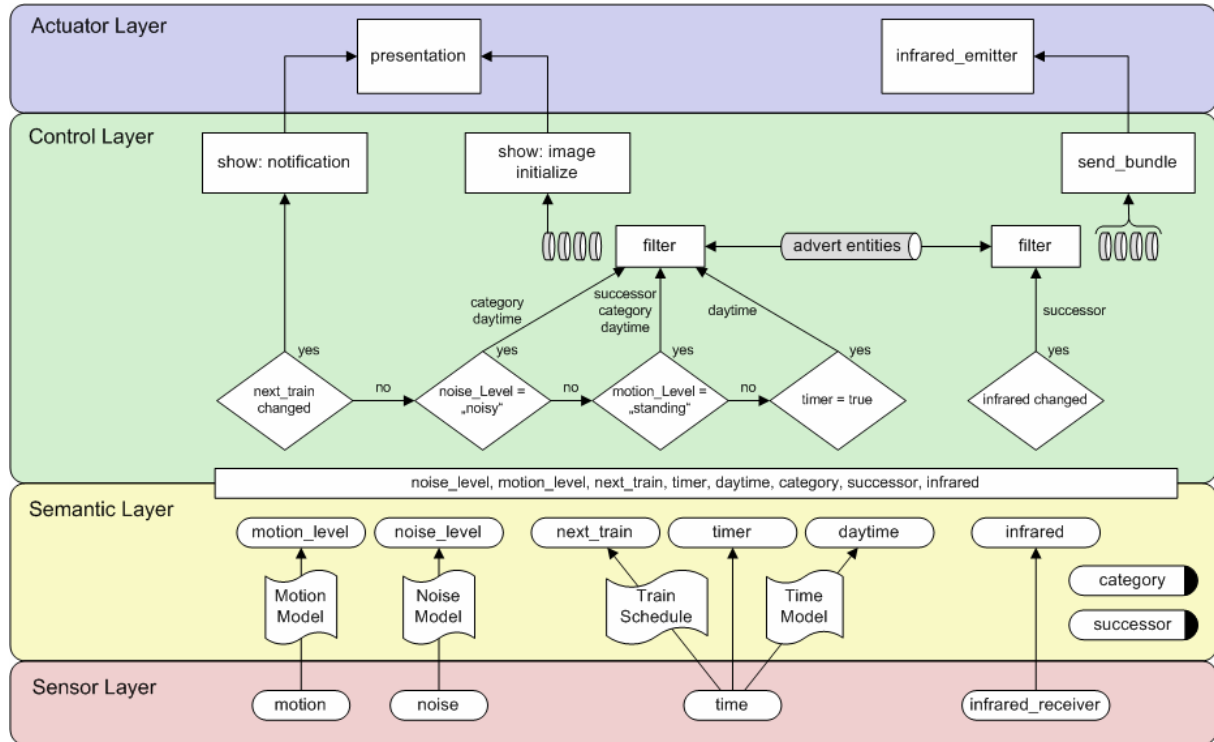 Actuator Layer
presentation
infrared_emitter
Control Layer
show: notification
show: image
initialize
send_bundle
filter
advert entities
filter
category
daytime
successor
category
daytime
daytime
successor
yes
yes
yes
yes
yes
next_train
changed
no
noise_Level =
„noisy“
no
motion_Level =
„standing“
no
timer = true
infrared changed
noise_level, motion_level, next_train, timer, daytime, category, successor, infrared
Semantic Layer
motion_level
noise_level
next_train
timer
daytime
infrared
Motion
Model
Noise
Model
Train
Schedule
Time
Model
category
successor
Sensor Layer
motion
noise
time
infrared_receiver